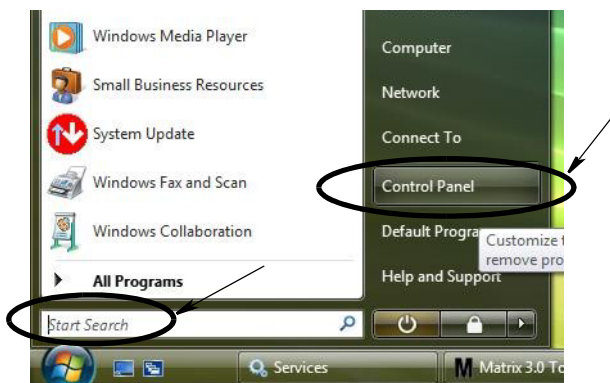 Windows Media Player
Small Business Resources
System Update
Windows Fax and Scan
Windows Collaboration
All Programs
Start Search
Computer
Network
Connect To
Control Panel
Default Progra
Customize t
remove pro
Help and Support
Services
M Matrix 3.0 To